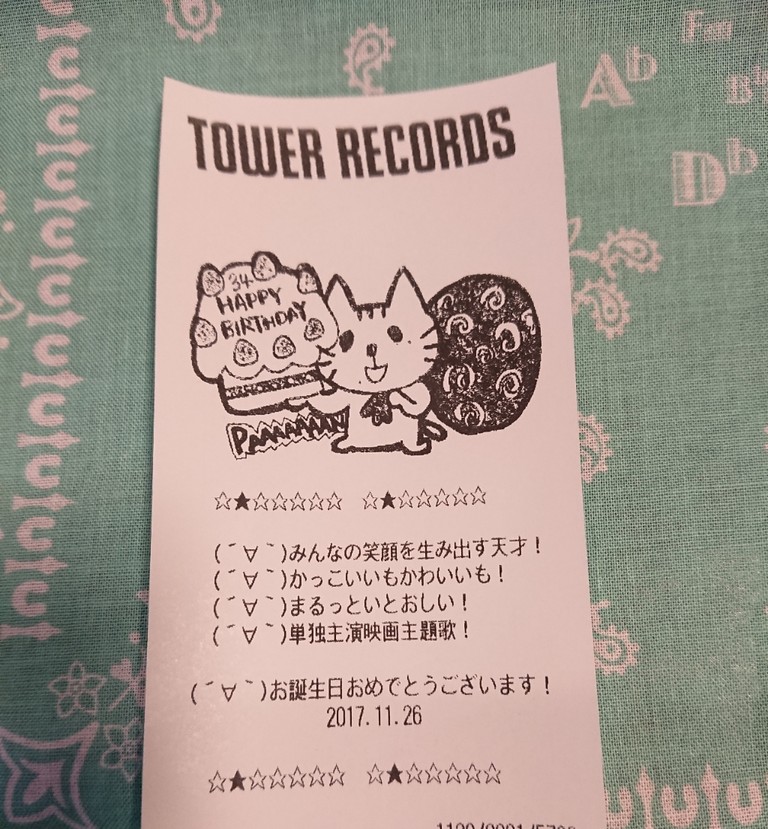 TOWER RECORDS
34
HAPPY
BIRTHDAY
PAAAAAAN
☆★☆☆☆☆☆ ☆★☆☆☆☆☆
(´∀｀)みんなの笑顔を生み出す天才！
(´∀｀)かっこいいもかわいいも！
(´∀｀)まるっといとおしい！
(´∀｀)単独主演映画主題歌！
(´∀｀)お誕生日おめでとうございます！
2017.11.26
☆★☆☆☆☆☆ ☆★☆☆☆☆☆
Ab
Db